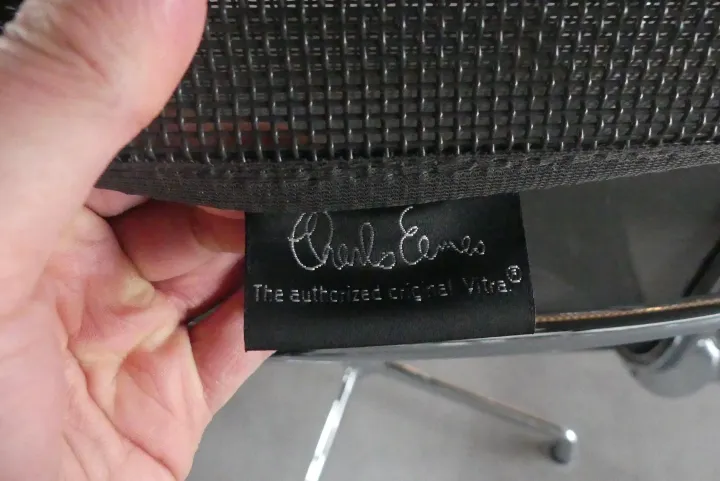 Charles Eames
The authorized original Vitra.®